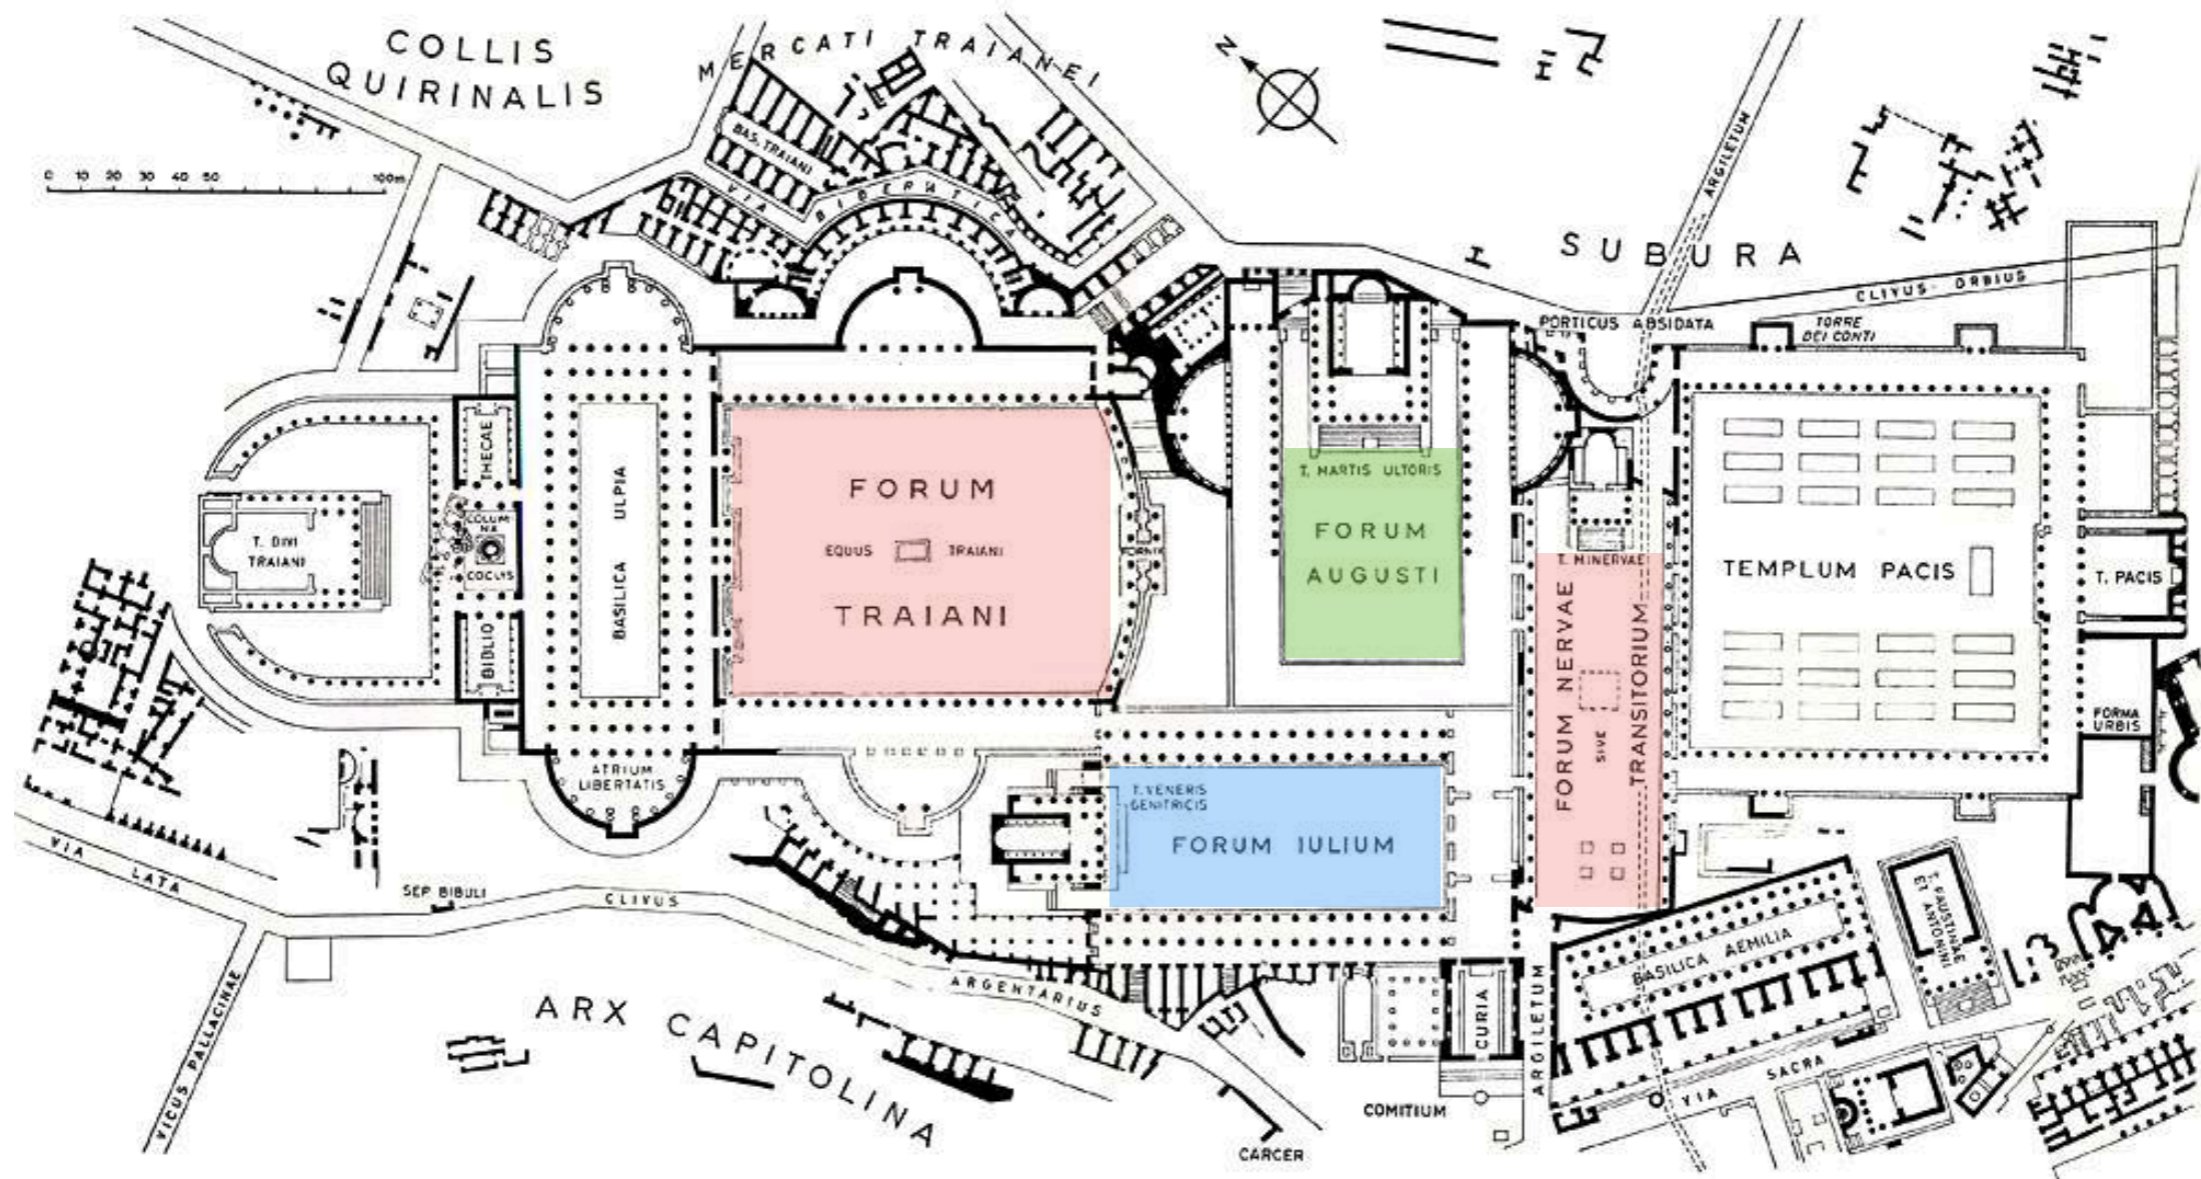 COLLIS
QUIRINALIS
MERCATI TRAIANEI
N
BAS. TRAIANI
VIA BIBERATICA
0 10 20 30 40 50 100m
ARGILETUM
SUBURA
CLIVUS ORBIUS
PORTICUS ABSIDATA
TORRE
DEI CONTI
THECAE
COLUM
NA
COCLIS
BIBLIO
T. DIVI
TRAIANI
BASILICA ULPIA
FORUM
EQUUS TRAIANI
TRAIANI
FORNIX
T. MARTIS ULTORIS
FORUM
AUGUSTI
T. MINERVAE
FORUM NERVAE
SIVE
TRANSITORIUM
TEMPLUM PACIS
T. PACIS
FORMA
URBIS
ATRIUM
LIBERTATIS
T. VENERIS
GENITRICIS
FORUM IULIUM
VIA LATA
SEP. BIBULI
CLIVUS ARGENTARIUS
VICUS PALLACINAE
ARX CAPITOLINA
CURIA
ARGILETUM
BASILICA AEMILIA
T. FAUSTINAE
ET ANTONINI
VIA SACRA
COMITIUM
CARCER